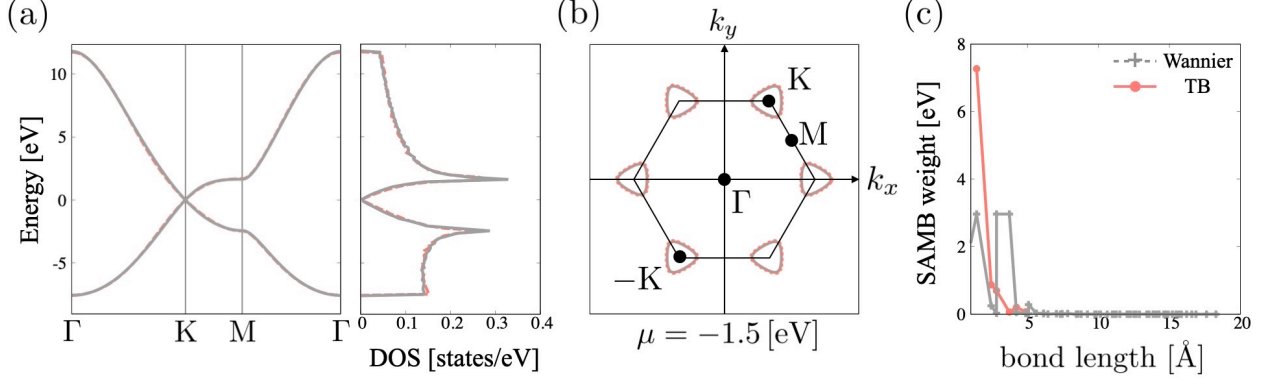 (a)
Energy [eV]
10
5
0
-5
Γ
K
M
Γ
0
0.1
0.2
0.3
0.4
DOS [states/eV]
(b)
k_y
k_x
K
M
Γ
−K
μ = −1.5 [eV]
(c)
SAMB weight [eV]
8
6
4
2
0
5
10
15
20
Wannier
TB
bond length [Å]